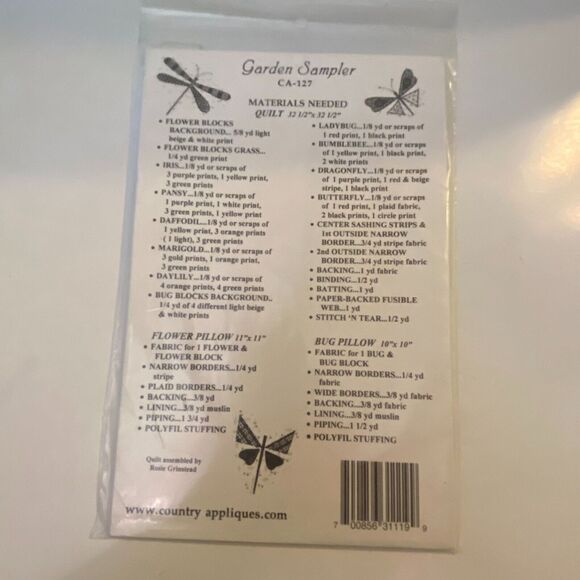 Garden Sampler
CA-127
MATERIALS NEEDED
QUILT 32 1/2"x 32 1/2"
• FLOWER BLOCKS
BACKGROUND... 5/8 yd light
beige & white print
• FLOWER BLOCKS GRASS...
1/4 yd green print
• IRIS...1/8 yd or scraps of
3 purple prints, 1 yellow print,
3 green prints
• PANSY...1/8 yd or scraps of
1 purple print, 1 white print,
3 green prints, 1 yellow print
• DAFFODIL...1/8 yd or scraps of
1 yellow print, 3 orange prints
( 1 light), 3 green prints
• MARIGOLD...1/8 yd or scraps of
3 gold prints, 1 orange print,
3 green prints
• DAYLILY...1/8 yd or scraps of
4 orange prints, 4 green prints
• BUG BLOCKS BACKGROUND..
1/4 yd of 4 different light beige
& white prints
• LADYBUG...1/8 yd or scraps of
1 red print, 1 black print
• BUMBLEBEE...1/8 yd or scraps
of 1 yellow print, 1 black print,
2 white prints
• DRAGONFLY...1/8 yd or scraps
of 1 purple print, 1 red & beige
stripe, 1 black print
• BUTTERFLY...1/8 yd or scraps
of 1 red print, 1 plaid fabric,
2 black prints, 1 circle print
• CENTER SASHING STRIPS &
1st OUTSIDE NARROW
BORDER...3/4 yd stripe fabric
• 2nd OUTSIDE NARROW
BORDER...3/4 yd stripe fabric
• BACKING...1 yd fabric
• BINDING...1/2 yd
• BATTING...1 yd
• PAPER-BACKED FUSIBLE
WEB...1 yd
• STITCH 'N TEAR...1/2 yd
FLOWER PILLOW 11"x 11"
• FABRIC for 1 FLOWER &
FLOWER BLOCK
• NARROW BORDERS...1/4 yd
stripe
• PLAID BORDERS...1/4 yd
• BACKING...3/8 yd
• LINING...3/8 yd muslin
• PIPING...1 3/4 yd
• POLYFIL STUFFING
BUG PILLOW 10"x 10"
• FABRIC for 1 BUG &
BUG BLOCK
• NARROW BORDERS...1/4 yd
fabric
• WIDE BORDERS...3/8 yd fabric
• BACKING...3/8 yd fabric
• LINING...3/8 yd muslin
• PIPING...1 1/2 yd
• POLYFIL STUFFING
Quilt assembled by
Rosie Grinstead
www.country appliques.com
7 00856 31119 9